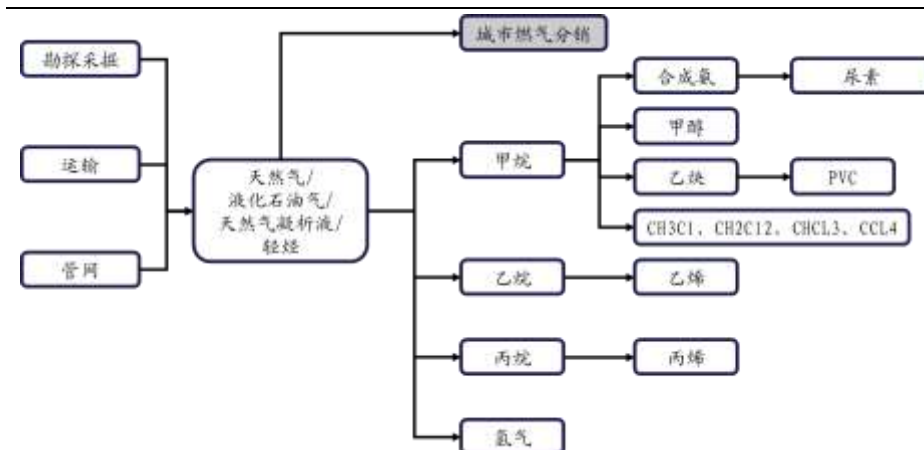 城市燃气分销
勘探采掘
合成氨
尿素
甲醇
运输
甲烷
天然气/
液化石油气/
天然气凝析液/
轻烃
乙炔
PVC
CH3Cl、CH2Cl2、CHCL3、CCL4
管网
乙烷
乙烯
丙烷
丙烯
氢气